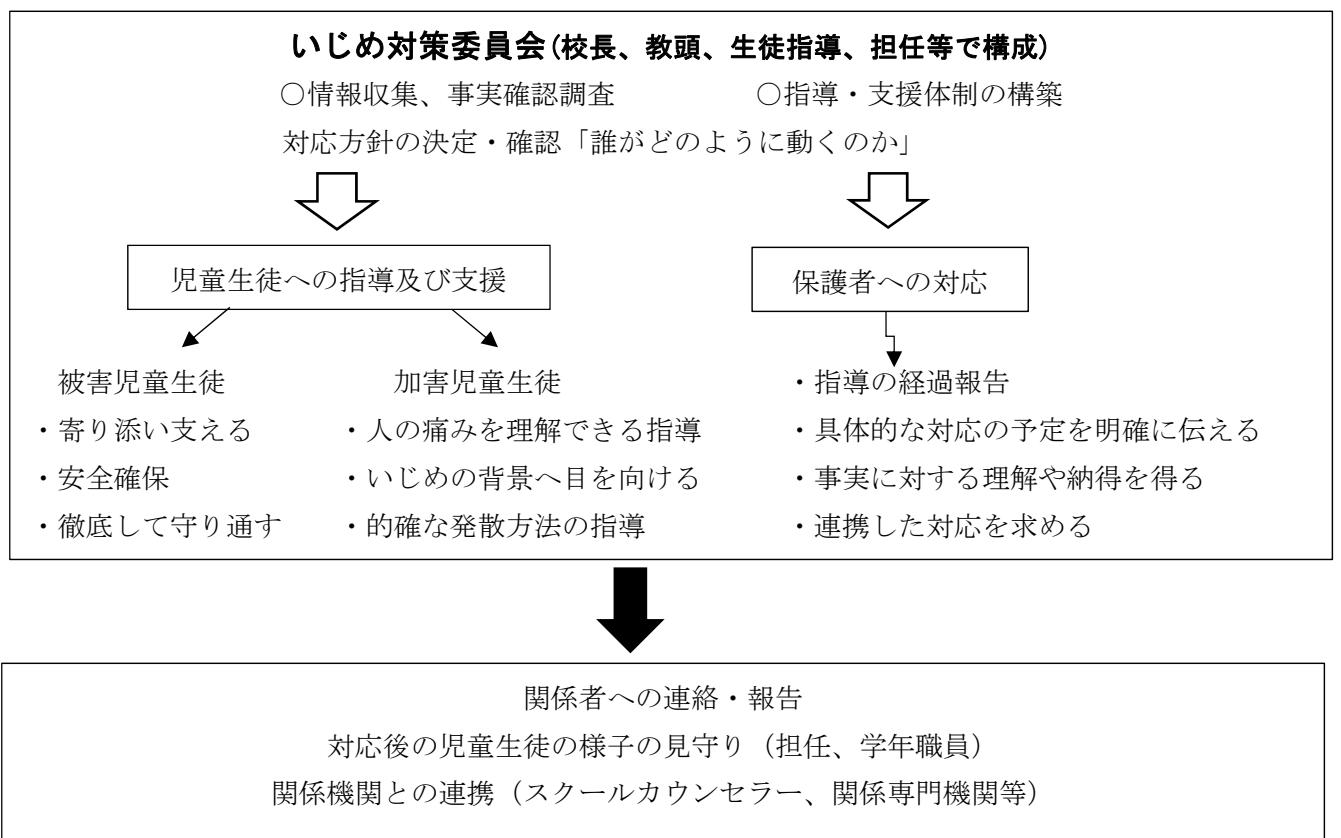 いじめ対策委員会(校長、教頭、生徒指導、担任等で構成)
○情報収集、事実確認調査　○指導・支援体制の構築
対応方針の決定・確認「誰がどのように動くのか」
児童生徒への指導及び支援
保護者への対応
被害児童生徒
・寄り添い支える
・安全確保
・徹底して守り通す
加害児童生徒
・人の痛みを理解できる指導
・いじめの背景へ目を向ける
・的確な発散方法の指導
・指導の経過報告
・具体的な対応の予定を明確に伝える
・事実に対する理解や納得を得る
・連携した対応を求める
関係者への連絡・報告
対応後の児童生徒の様子の見守り（担任、学年職員）
関係機関との連携（スクールカウンセラー、関係専門機関等）